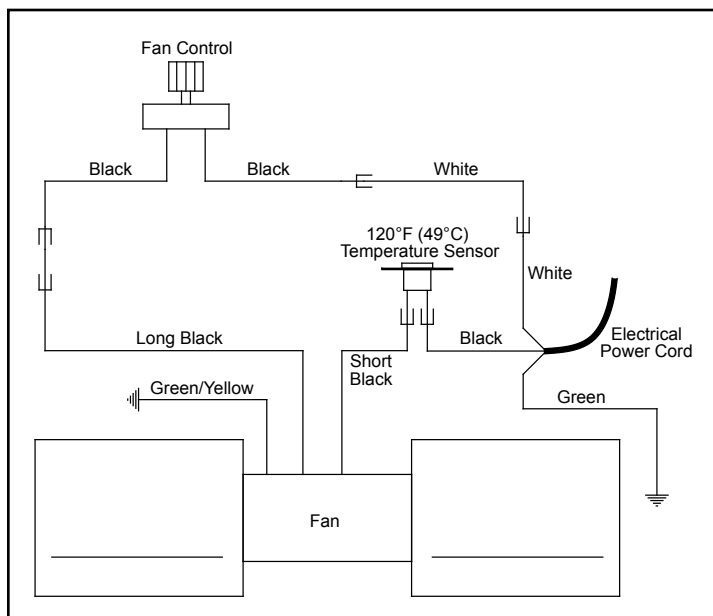 Fan Control
Black
Black
White
120°F (49°C)
Temperature Sensor
White
Long Black
Short
Black
Black
Electrical
Power Cord
Green/Yellow
Green
Fan